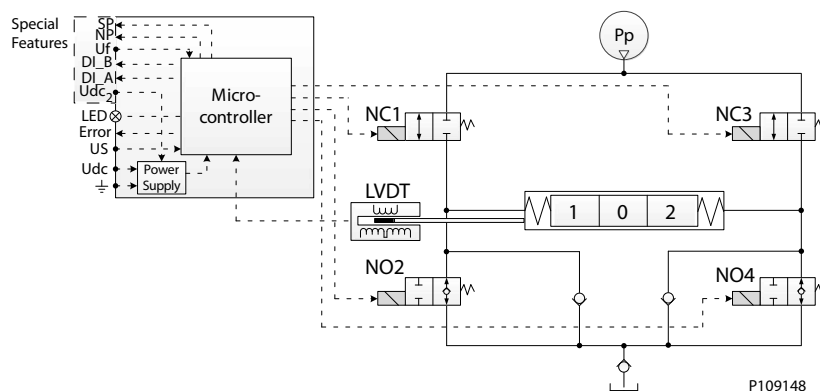 Special
Features
SP
NP
Uf
DI_B
DI_A
Udc2
LED
Error
US
Udc
Micro-
controller
Power
Supply
Pp
NC1
NC3
LVDT
1 0 2
NO2
NO4
P109148